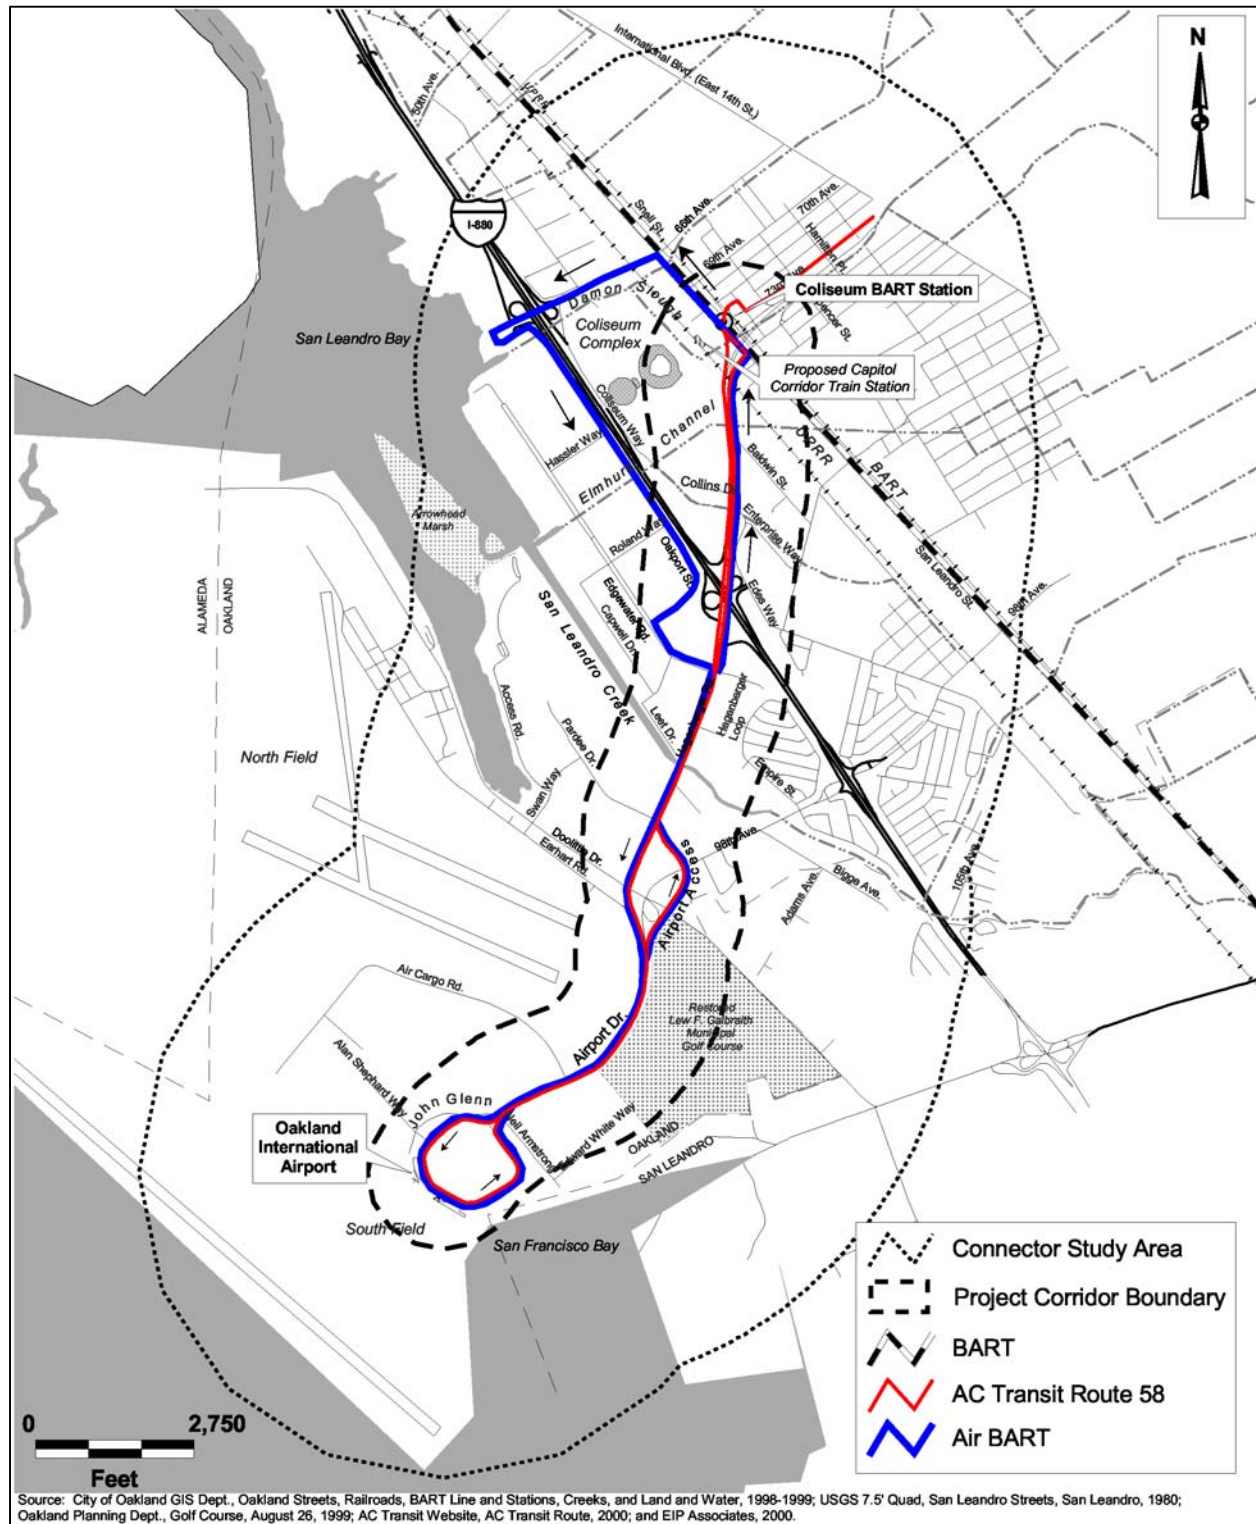 N
International Blvd. (East 14th St.)
50th Ave.
UPRR
I-880
Snell St.
66th Ave.
69th Ave.
70th Ave.
Hamilton Pl.
73rd Ave.
Spencer St.
Coliseum BART Station
Damon Slough
Coliseum
Complex
San Leandro Bay
Proposed Capitol
Corridor Train Station
Coliseum Way
Hassler Way
Elmhurst Channel
Baldwin St.
UPRR
BART
Collins Dr.
Enterprise Way
Arrowhead
Marsh
Roland Way
Oakport St.
San Leandro St.
98th Ave.
Edes Way
ALAMEDA
OAKLAND
Edgewater Rd.
Capwell Dr.
San Leandro Creek
Access Rd.
Pardee Dr.
Leet Dr.
Hegenberger
Loop
North Field
Swan Way
Empire St.
Doolittle Dr.
Earhart Rd.
98th Ave.
Airport Access
Bigge Ave.
Adams Ave.
105th Ave.
Air Cargo Rd.
Restored
Lew F. Galbraith
Municipal
Golf Course
Airport Dr.
Alan Shephard Way
John Glenn
Neil Armstrong
Edward White Way
OAKLAND
SAN LEANDRO
Oakland
International
Airport
South Field
San Francisco Bay
Connector Study Area
Project Corridor Boundary
BART
AC Transit Route 58
Air BART
0 2,750
Feet
Source: City of Oakland GIS Dept., Oakland Streets, Railroads, BART Line and Stations, Creeks, and Land and Water, 1998-1999; USGS 7.5' Quad, San Leandro Streets, San Leandro, 1980;
Oakland Planning Dept., Golf Course, August 26, 1999; AC Transit Website, AC Transit Route, 2000; and EIP Associates, 2000.